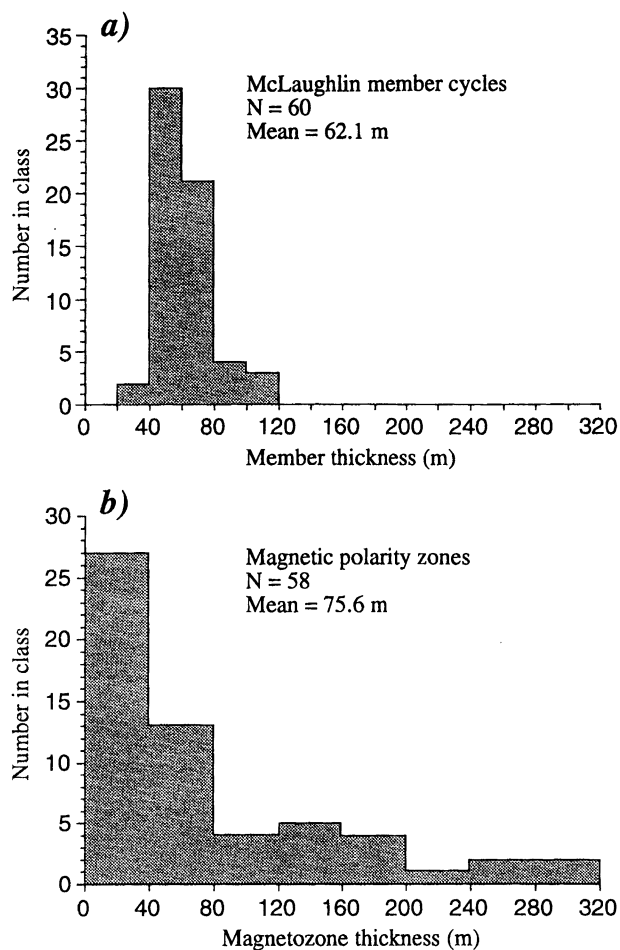 a)
McLaughlin member cycles
N = 60
Mean = 62.1 m
Number in class
35
30
25
20
15
10
5
0
0 40 80 120 160 200 240 280 320
Member thickness (m)
b)
Magnetic polarity zones
N = 58
Mean = 75.6 m
Number in class
30
25
20
15
10
5
0
0 40 80 120 160 200 240 280 320
Magnetozone thickness (m)